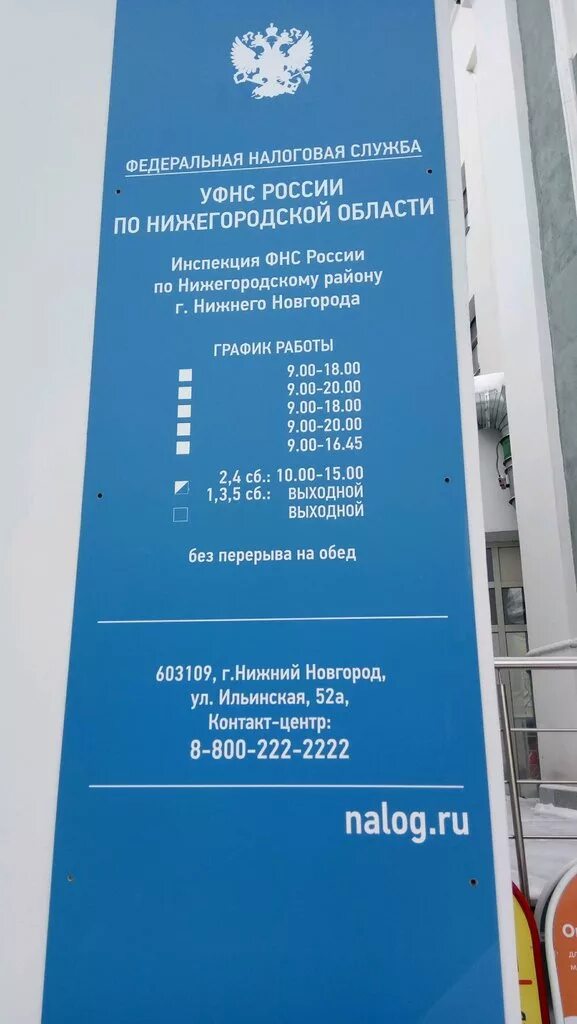 ФЕДЕРАЛЬНАЯ НАЛОГОВАЯ СЛУЖБА
УФНС РОССИИ
ПО НИЖЕГОРОДСКОЙ ОБЛАСТИ
Инспекция ФНС России
по Нижегородскому району
г. Нижнего Новгорода
ГРАФИК РАБОТЫ
9.00-18.00
9.00-20.00
9.00-18.00
9.00-20.00
9.00-16.45
2,4 сб.: 10.00-15.00
1,3,5 сб.: ВЫХОДНОЙ
ВЫХОДНОЙ
без перерыва на обед
603109, г.Нижний Новгород,
ул. Ильинская, 52а,
Контакт-центр:
8-800-222-2222
nalog.ru